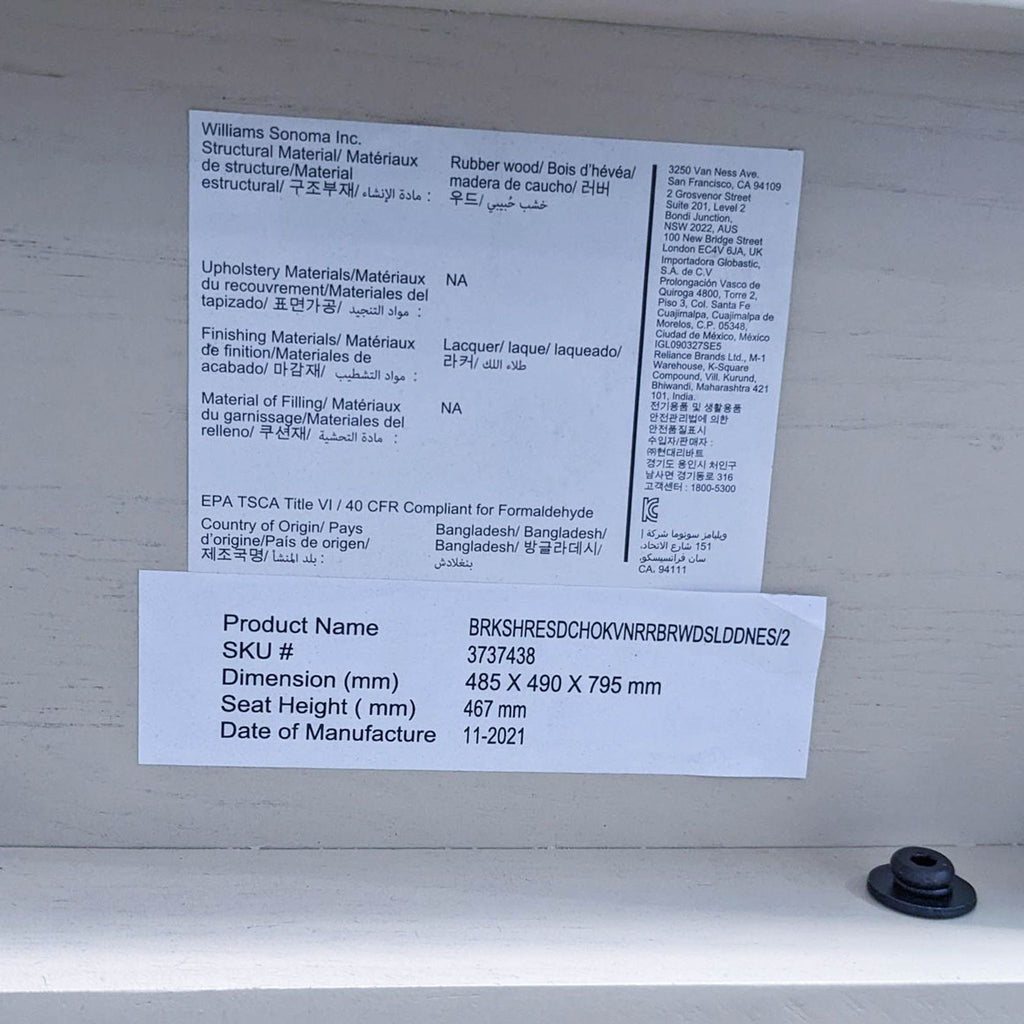 Williams Sonoma Inc.
Structural Material/ Matériaux
de structure/Material
estructural/ 구조부재/ مادة الإنشاء :
Rubber wood/ Bois d'hévéa/
madera de caucho/ 러버
우드/ خشب حُبيبي
Upholstery Materials/Matériaux
du recouvrement/Materiales del
tapizado/ 표면가공/ مواد التنجيد :
NA
Finishing Materials/ Matériaux
de finition/Materiales de
acabado/ 마감재/ مواد التشطيب :
Lacquer/ laque/ laqueado/
라커/ طلاء اللك
Material of Filling/ Matériaux
du garnissage/Materiales del
relleno/ 쿠션재/ مادة التحشية :
NA
EPA TSCA Title VI / 40 CFR Compliant for Formaldehyde
Country of Origin/ Pays
d'origine/País de origen/
제조국명/ بلد المنشأ :
Bangladesh/ Bangladesh/
Bangladesh/ 방글라데시/
بنغلادش
3250 Van Ness Ave.
San Francisco, CA 94109
2 Grosvenor Street
Suite 201, Level 2
Bondi Junction,
NSW 2022, AUS
100 New Bridge Street
London EC4V 6JA, UK
Importadora Globastic,
S.A. de C.V
Prolongación Vasco de
Quiroga 4800, Torre 2,
Piso 3, Col. Santa Fe
Cuajimalpa, Cuajimalpa de
Morelos, C.P. 05348,
Ciudad de México, México
IGL090327SE5
Reliance Brands Ltd., M-1
Warehouse, K-Square
Compound, Vill. Kurund,
Bhiwandi, Maharashtra 421
101, India.
전기용품 및 생활용품
안전관리법에 의한
안전품질표시
수입자/판매자 :
㈜현대리바트
경기도 용인시 처인구
남사면 경기동로 316
고객센터 : 1800-5300
ويليامز سونوما شركة |
151 شارع الاتحاد،
سان فرانسيسكو،
CA. 94111
Product Name BRKSHRESDCHOKVNRRBRWDSLDDNES/2
SKU # 3737438
Dimension (mm) 485 X 490 X 795 mm
Seat Height ( mm) 467 mm
Date of Manufacture 11-2021